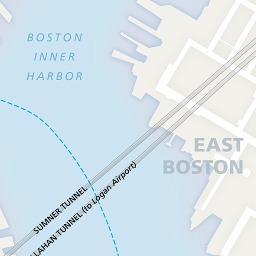 BOSTON
INNER
HARBOR
EAST
BOSTON
SUMNER TUNNEL
LAHAN TUNNEL (to Logan Airport)